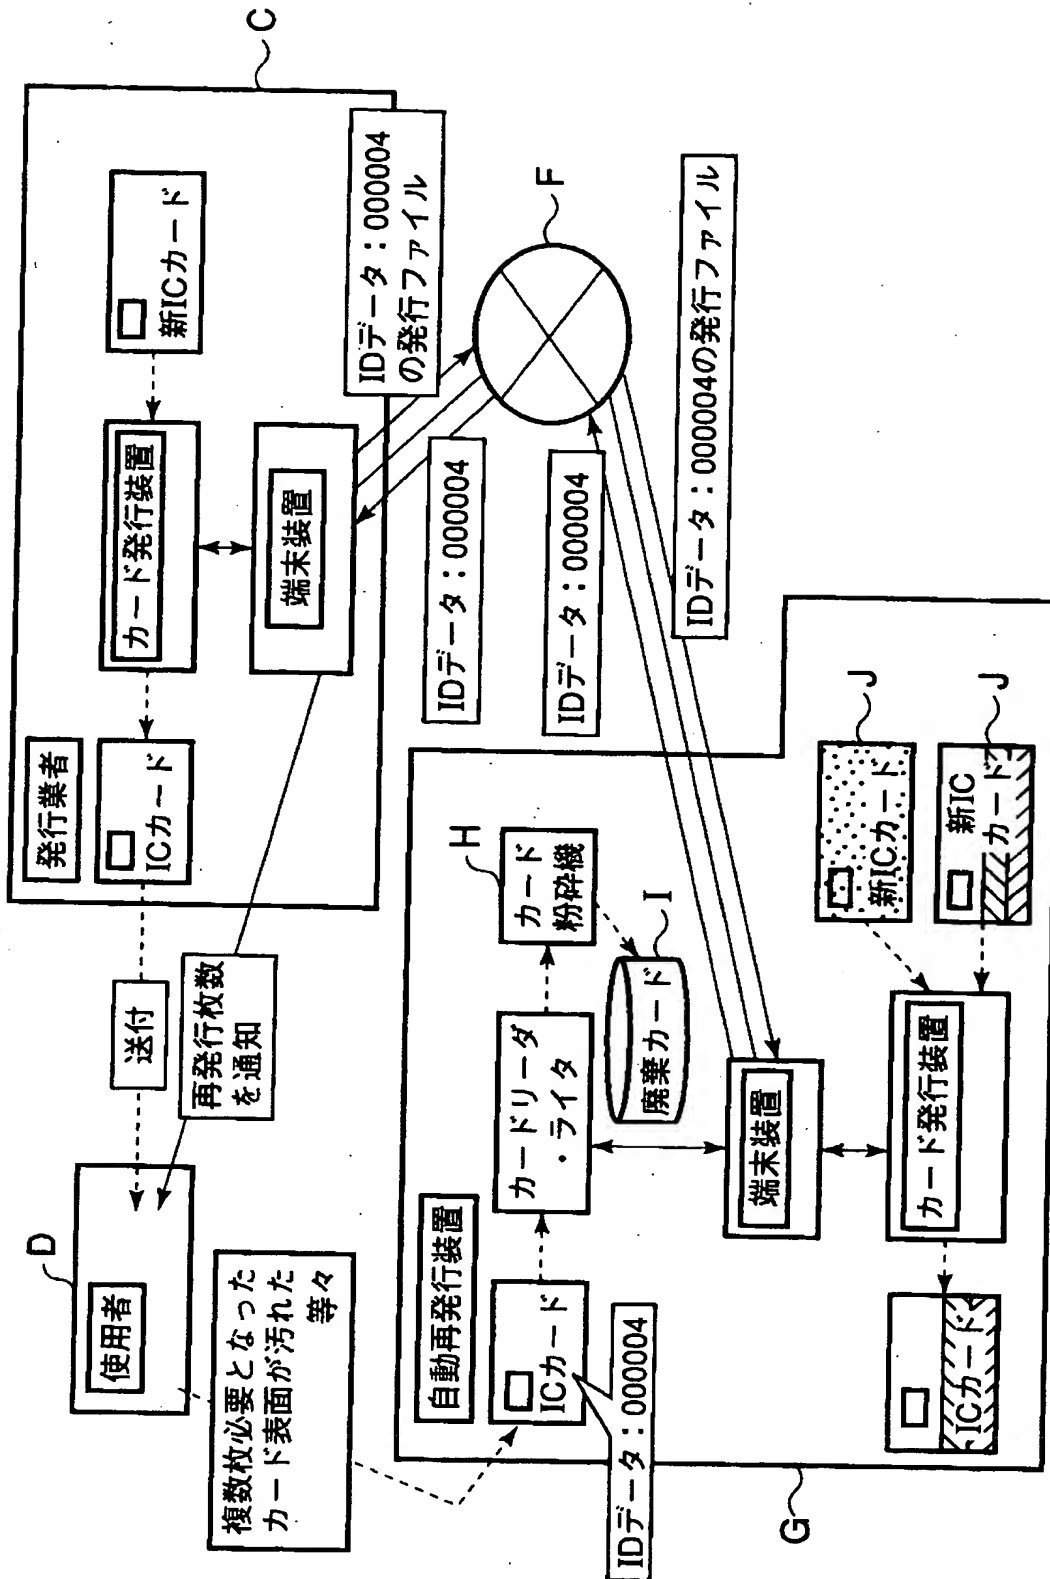 D
使用者
複数枚必要となった
カード表面が汚れた
等々
送付
再発行枚数
を通知
発行業者
ICカード
カード発行装置
新ICカード
端末装置
C
IDデータ：000004
の発行ファイル
IDデータ：000004
F
IDデータ：000004
IDデータ：000004の発行ファイル
自動再発行装置
ICカード
IDデータ：000004
カードリーダ
・ライタ
H
カード
粉砕機
I
廃棄カード
端末装置
カード発行装置
J
新ICカード
J
新IC
カード
ICカード
G